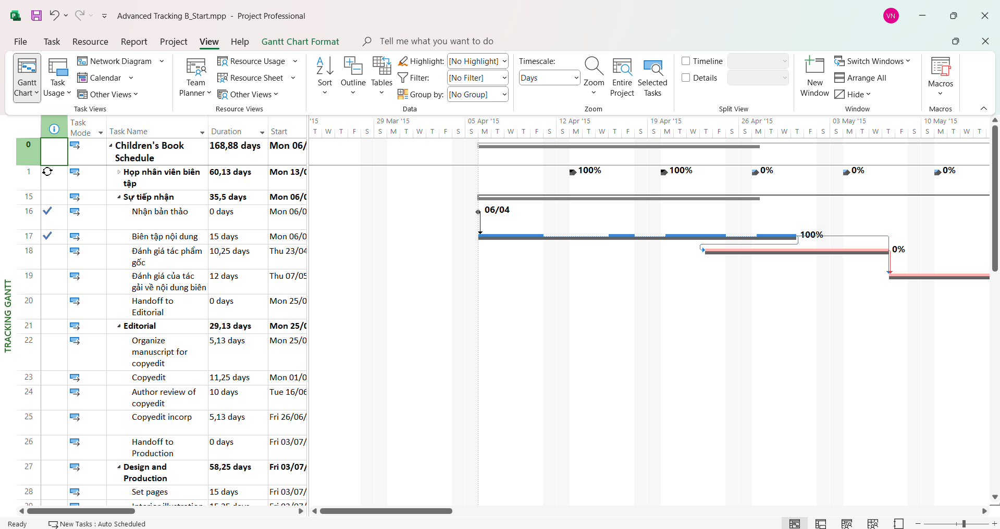 Advanced Tracking B_Start.mpp - Project Professional
VN
File Task Resource Report Project View Help Gantt Chart Format Tell me what you want to do
Gantt Chart
Task Usage
Network Diagram
Calendar
Other Views
Task Views
Team Planner
Resource Usage
Resource Sheet
Other Views
Resource Views
Sort
Outline
Tables
Highlight: [No Highlight]
Filter: [No Filter]
Group by: [No Group]
Data
Timescale:
Days
Zoom
Entire Project
Selected Tasks
Zoom
Timeline
Details
Split View
New Window
Switch Windows
Arrange All
Hide
Window
Macros
Macros
Task Mode Task Name Duration Start
'15 29 Mar '15 05 Apr '15 12 Apr '15 19 Apr '15 26 Apr '15 03 May '15 10 May '15
T W T F S S M T W T F S S M T W T F S S M T W T F S S M T W T F S S M T W T F S S M T W T F S S M T W T
0 Children's Book Schedule 168,88 days Mon 06/
1 Họp nhân viên biên tập 60,13 days Mon 13/0
100% 100% 0% 0% 0%
15 Sự tiếp nhận 35,5 days Mon 06/0
16 Nhận bản thảo 0 days Mon 06/0
06/04
17 Biên tập nội dung 15 days Mon 06/0
100%
18 Đánh giá tác phẩm gốc 10,25 days Thu 23/04
0%
19 Đánh giá của tác gải về nội dung biên 12 days Thu 07/05
20 Handoff to Editorial 0 days Mon 25/0
21 Editorial 29,13 days Mon 25/0
22 Organize manuscript for copyedit 5,13 days Mon 25/0
23 Copyedit 11,25 days Mon 01/0
24 Author review of copyedit 10 days Tue 16/06
25 Copyedit incorp 5,13 days Fri 26/06/
26 Handoff to Production 0 days Fri 03/07/
27 Design and Production 58,25 days Fri 03/07/
28 Set pages 15 days Fri 03/07/
TRACKING GANTT
Ready New Tasks : Auto Scheduled